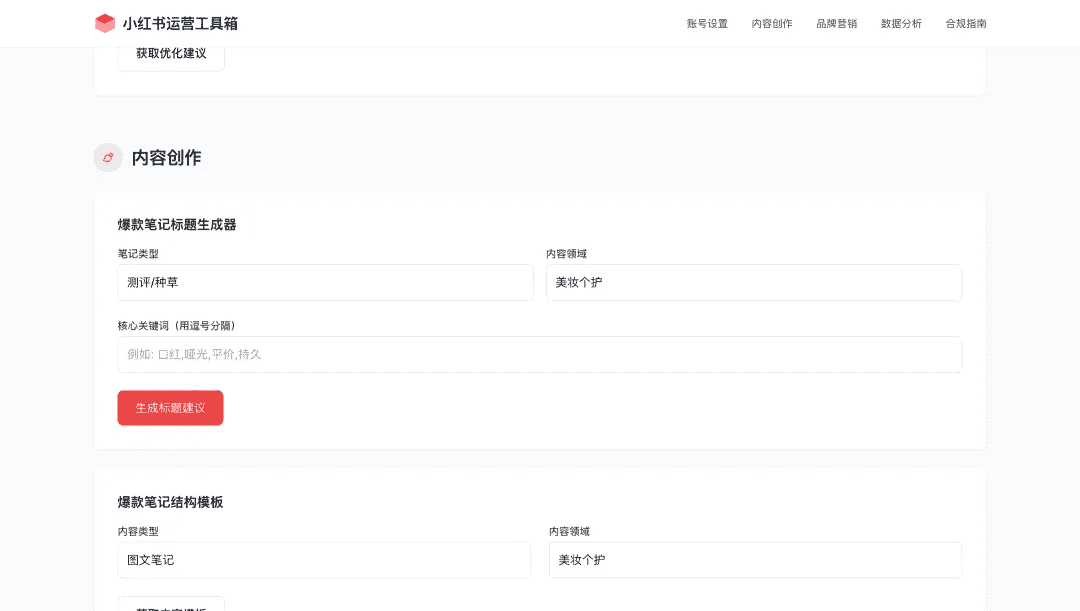 小红书运营工具箱
账号设置 内容创作 品牌营销 数据分析 合规指南
获取优化建议
内容创作
爆款笔记标题生成器
笔记类型 内容领域
测评/种草 美妆个护
核心关键词（用逗号分隔）
例如: 口红,哑光,平价,持久
生成标题建议
爆款笔记结构模板
内容类型 内容领域
图文笔记 美妆个护